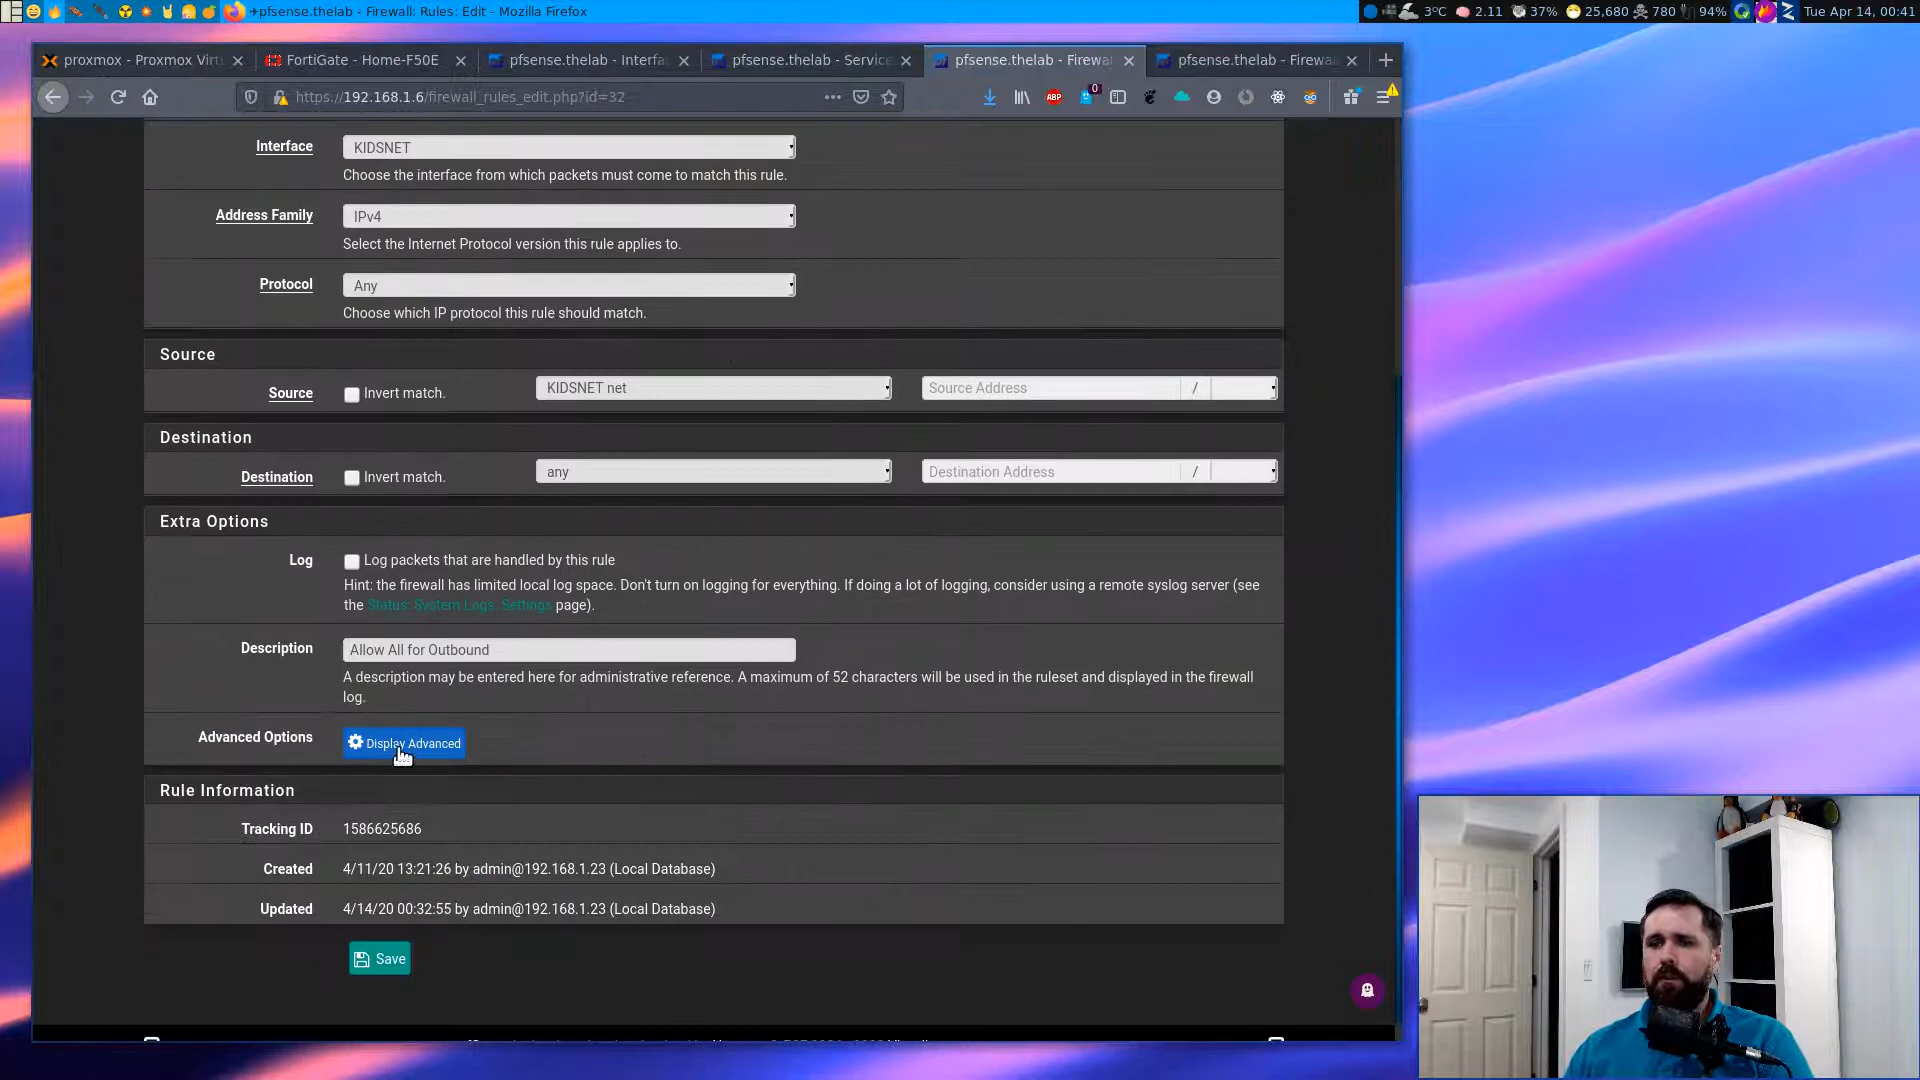 pfsense.thelab - Firewall: Rules: Edit - Mozilla Firefox
3°C 2.11 37% 25,680 780 94% Tue Apr 14, 00:41
proxmox - Proxmox Virt
FortiGate - Home-F50E
pfsense.thelab - Interfa
pfsense.thelab - Service
pfsense.thelab - Firewa
pfsense.thelab - Firewa
https://192.168.1.6/firewall_rules_edit.php?id=32
ABP
0
Interface
KIDSNET
Choose the interface from which packets must come to match this rule.
Address Family
IPv4
Select the Internet Protocol version this rule applies to.
Protocol
Any
Choose which IP protocol this rule should match.
Source
Source
Invert match.
KIDSNET net
Source Address
/
Destination
Destination
Invert match.
any
Destination Address
/
Extra Options
Log
Log packets that are handled by this rule
Hint: the firewall has limited local log space. Don't turn on logging for everything. If doing a lot of logging, consider using a remote syslog server (see
the Status: System Logs: Settings page).
Description
Allow All for Outbound
A description may be entered here for administrative reference. A maximum of 52 characters will be used in the ruleset and displayed in the firewall
log.
Advanced Options
Display Advanced
Rule Information
Tracking ID
1586625686
Created
4/11/20 13:21:26 by admin@192.168.1.23 (Local Database)
Updated
4/14/20 00:32:55 by admin@192.168.1.23 (Local Database)
Save